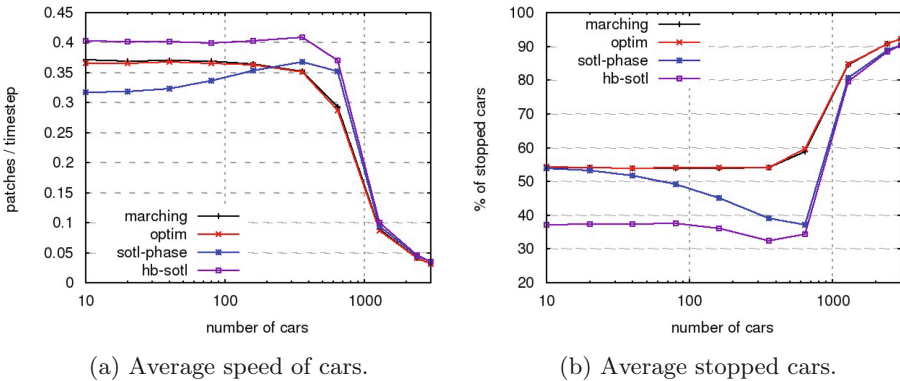 0.45
0.4
0.35
0.3
0.25
0.2
0.15
0.1
0.05
0
patches / timestep
marching
optim
sotl-phase
hb-sotl
10 100 1000
number of cars
(a) Average speed of cars.
100
90
80
70
60
50
40
30
20
% of stopped cars
marching
optim
sotl-phase
hb-sotl
10 100 1000
number of cars
(b) Average stopped cars.